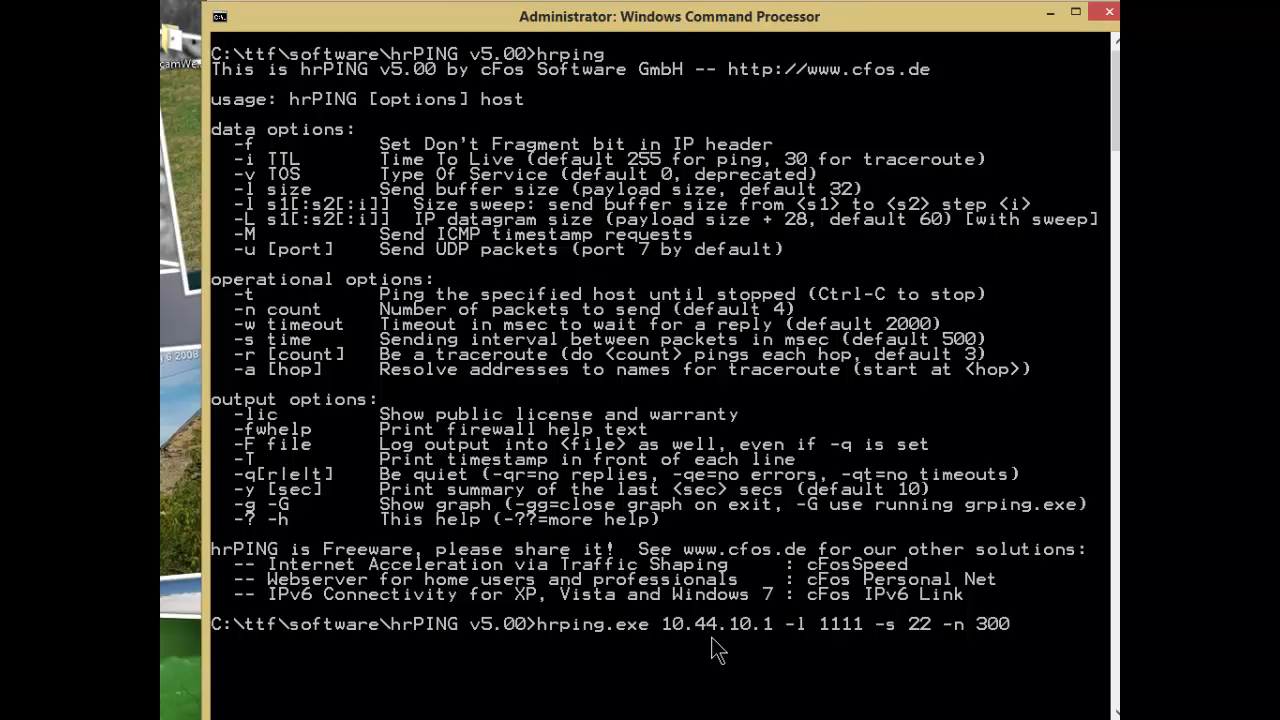 Administrator: Windows Command Processor
C:\ttf\software\hrPING v5.00>hrping
This is hrPING v5.00 by cFos Software GmbH -- http://www.cfos.de
usage: hrPING [options] host
data options:
-f Set Don't Fragment bit in IP header
-i TTL Time To Live (default 255 for ping, 30 for traceroute)
-v TOS Type Of Service (default 0, deprecated)
-l size Send buffer size (payload size, default 32)
-l s1[:s2[:i]] Size sweep: send buffer size from <s1> to <s2> step <i>
-L s1[:s2[:i]] IP datagram size (payload size + 28, default 60) [with sweep]
-M Send ICMP timestamp requests
-u [port] Send UDP packets (port 7 by default)
operational options:
-t Ping the specified host until stopped (Ctrl-C to stop)
-n count Number of packets to send (default 4)
-w timeout Timeout in msec to wait for a reply (default 2000)
-s time Sending interval between packets in msec (default 500)
-r [count] Be a traceroute (do <count> pings each hop, default 3)
-a [hop] Resolve addresses to names for traceroute (start at <hop>)
output options:
-lic Show public license and warranty
-fwhelp Print firewall help text
-F file Log output into <file> as well, even if -q is set
-T Print timestamp in front of each line
-q[r|e|t] Be quiet (-qr=no replies, -qe=no errors, -qt=no timeouts)
-y [sec] Print summary of the last <sec> secs (default 10)
-g -G Show graph (-gg=close graph on exit, -G use running grping.exe)
-? -h This help (-??=more help)
hrPING is Freeware, please share it! See www.cfos.de for our other solutions:
-- Internet Acceleration via Traffic Shaping : cFosSpeed
-- Webserver for home users and professionals : cFos Personal Net
-- IPv6 Connectivity for XP, Vista and Windows 7 : cFos IPv6 Link
C:\ttf\software\hrPING v5.00>hrping.exe 10.44.10.1 -l 1111 -s 22 -n 300